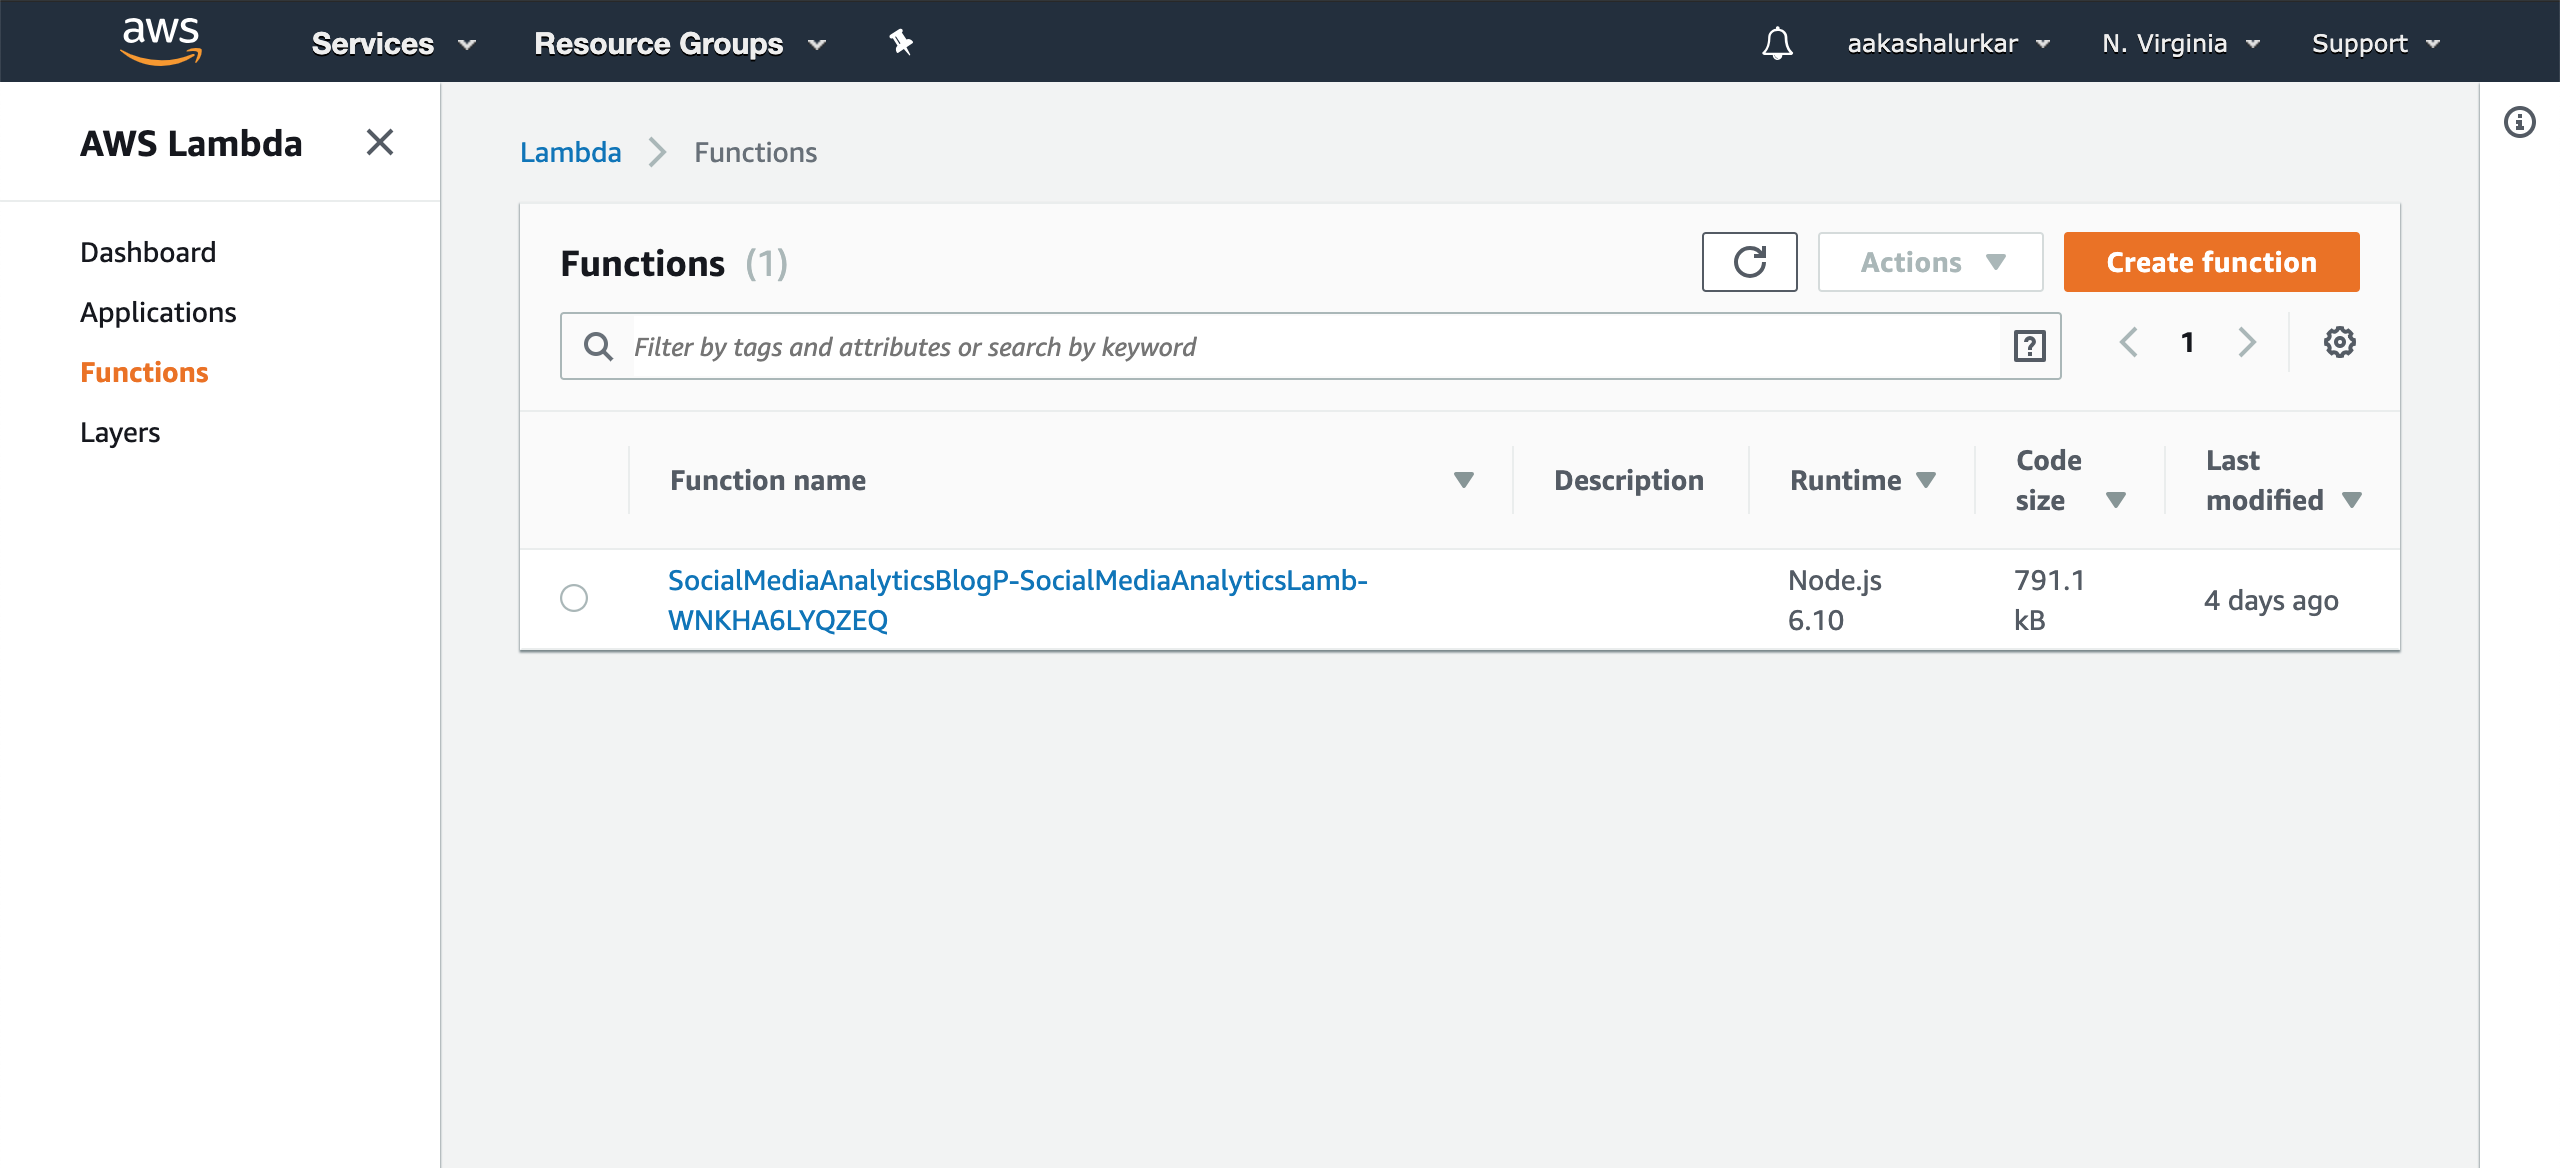 aws Services Resource Groups aakashalurkar N. Virginia Support
AWS Lambda
Dashboard
Applications
Functions
Layers
Lambda Functions
Functions (1) Actions Create function
Filter by tags and attributes or search by keyword ? 1
Function name Description Runtime Code size Last modified
SocialMediaAnalyticsBlogP-SocialMediaAnalyticsLamb-
WNKHA6LYQZEQ
Node.js
6.10
791.1
kB
4 days ago